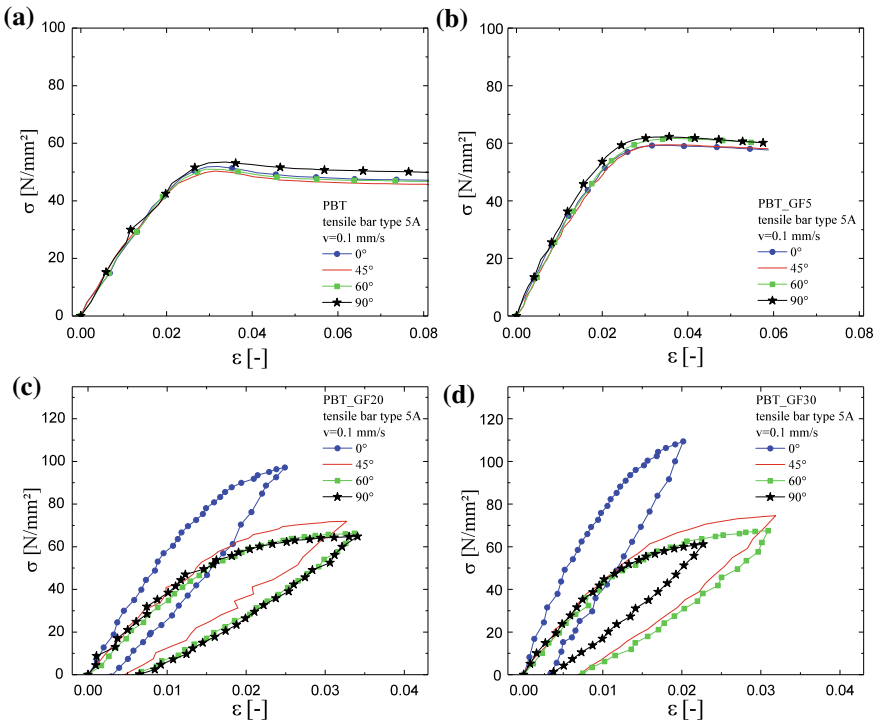 (a)
100
80
60
40
20
0
σ [N/mm²]
PBT
tensile bar type 5A
v=0.1 mm/s
0°
45°
60°
90°
0.00 0.02 0.04 0.06 0.08
ε [-]
(b)
100
80
60
40
20
0
σ [N/mm²]
PBT_GF5
tensile bar type 5A
v=0.1 mm/s
0°
45°
60°
90°
0.00 0.02 0.04 0.06 0.08
ε [-]
(c)
120
100
80
60
40
20
0
σ [N/mm²]
PBT_GF20
tensile bar type 5A
v=0.1 mm/s
0°
45°
60°
90°
0.00 0.01 0.02 0.03 0.04
ε [-]
(d)
120
100
80
60
40
20
0
σ [N/mm²]
PBT_GF30
tensile bar type 5A
v=0.1 mm/s
0°
45°
60°
90°
0.00 0.01 0.02 0.03 0.04
ε [-]